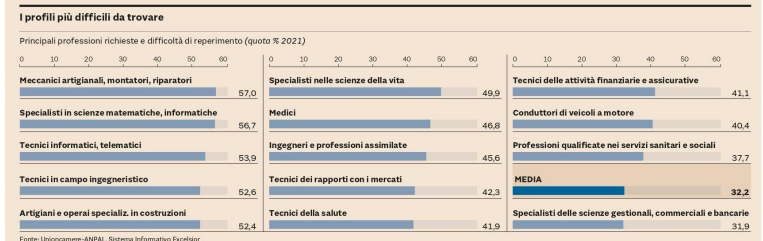 I profili più difficili da trovare
Principali professioni richieste e difficoltà di reperimento (quota % 2021)
0 10 20 30 40 50 60
Meccanici artigianali, montatori, riparatori
57,0
Specialisti in scienze matematiche, informatiche
56,7
Tecnici informatici, telematici
53,9
Tecnici in campo ingegneristico
52,6
Artigiani e operai specializ. in costruzioni
52,4
0 10 20 30 40 50 60
Specialisti nelle scienze della vita
49,9
Medici
46,8
Ingegneri e professioni assimilate
45,6
Tecnici dei rapporti con i mercati
42,3
Tecnici della salute
41,9
0 10 20 30 40 50 60
Tecnici delle attività finanziarie e assicurative
41,1
Conduttori di veicoli a motore
40,4
Professioni qualificate nei servizi sanitari e sociali
37,7
MEDIA
32,2
Specialisti delle scienze gestionali, commerciali e bancarie
31,9
Fonte: Unioncamere-ANPAL, Sistema Informativo Excelsior